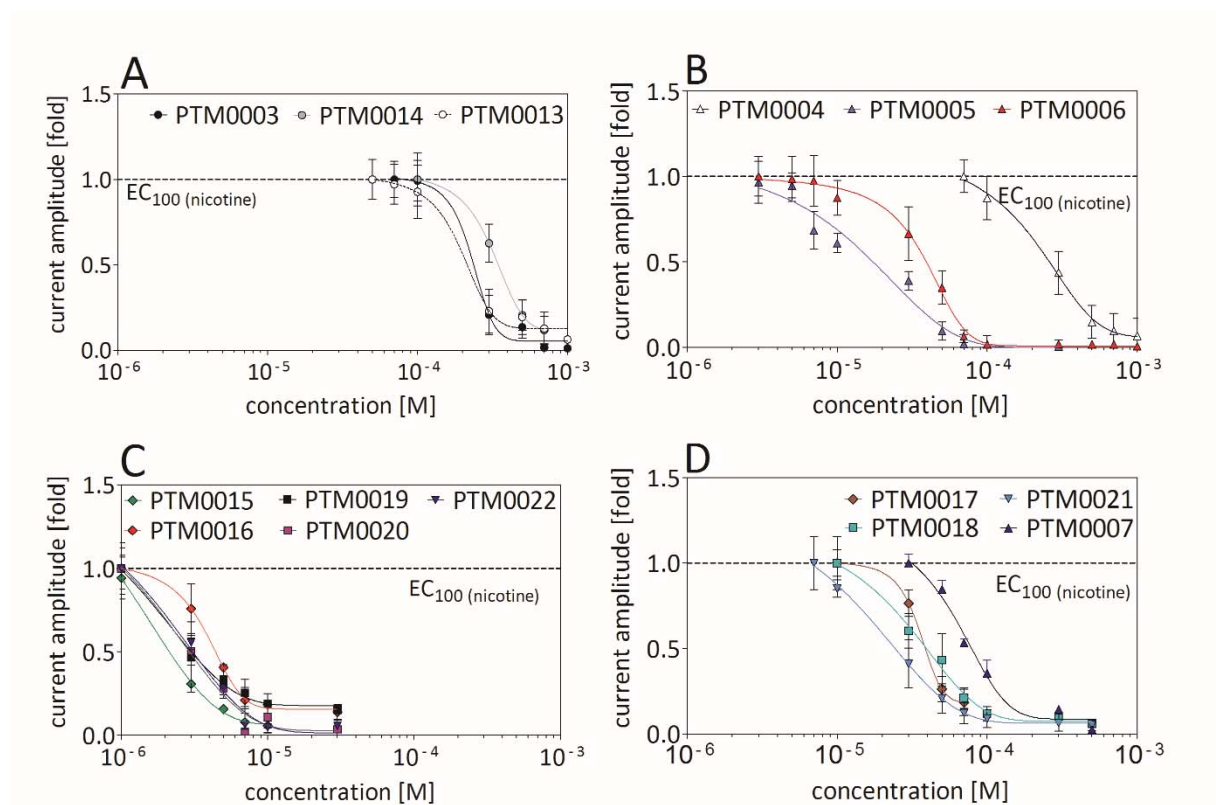 A
current amplitude [fold]
1.5
1.0
0.5
0.0
PTM0003 PTM0014 PTM0013
EC100 (nicotine)
10-6 10-5 10-4 10-3
concentration [M]
B
current amplitude [fold]
1.5
1.0
0.5
0.0
PTM0004 PTM0005 PTM0006
EC100 (nicotine)
10-6 10-5 10-4 10-3
concentration [M]
C
current amplitude [fold]
1.5
1.0
0.5
0.0
PTM0015 PTM0019 PTM0022
PTM0016 PTM0020
EC100 (nicotine)
10-6 10-5 10-4 10-3
concentration [M]
D
current amplitude [fold]
1.5
1.0
0.5
0.0
PTM0017 PTM0021
PTM0018 PTM0007
EC100 (nicotine)
10-6 10-5 10-4 10-3
concentration [M]